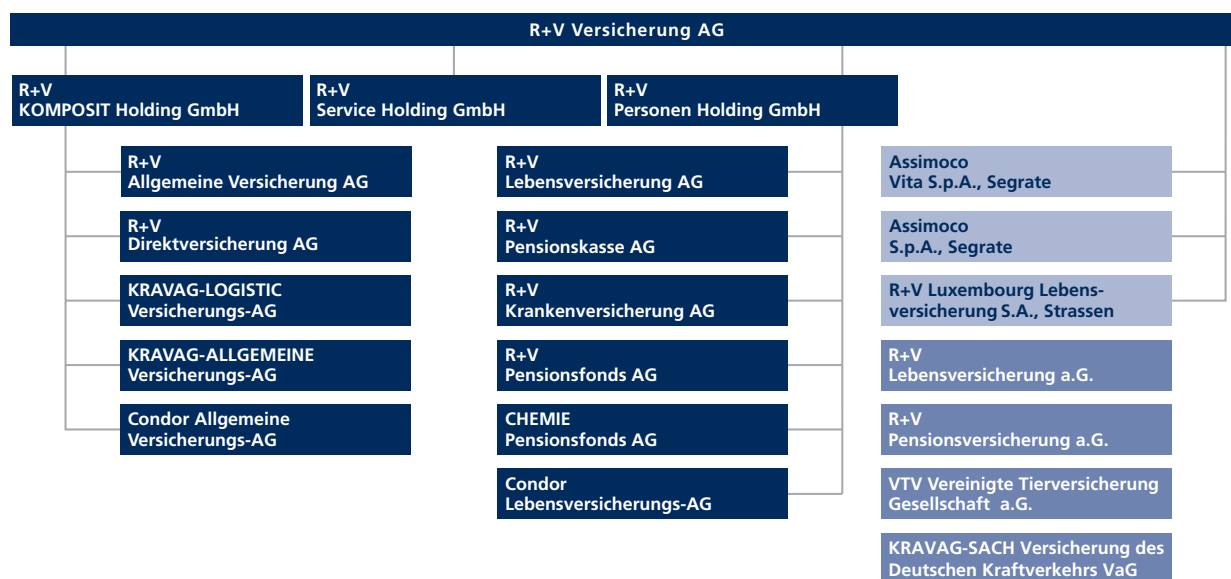 R+V Versicherung AG
R+V
KOMPOSIT Holding GmbH
R+V
Service Holding GmbH
R+V
Personen Holding GmbH
R+V
Allgemeine Versicherung AG
R+V
Direktversicherung AG
KRAVAG-LOGISTIC
Versicherungs-AG
KRAVAG-ALLGEMEINE
Versicherungs-AG
Condor Allgemeine
Versicherungs-AG
R+V
Lebensversicherung AG
R+V
Pensionskasse AG
R+V
Krankenversicherung AG
R+V
Pensionsfonds AG
CHEMIE
Pensionsfonds AG
Condor
Lebensversicherungs-AG
Assimoco
Vita S.p.A., Segrate
Assimoco
S.p.A., Segrate
R+V Luxembourg Lebens-
versicherung S.A., Strassen
R+V
Lebensversicherung a.G.
R+V
Pensionsversicherung a.G.
VTV Vereinigte Tierversicherung
Gesellschaft a.G.
KRAVAG-SACH Versicherung des
Deutschen Kraftverkehrs VaG